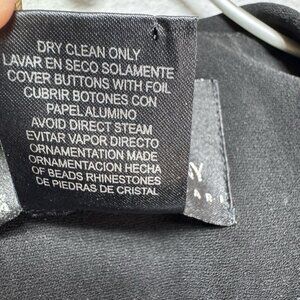 DRY CLEAN ONLY
LAVAR EN SECO SOLAMENTE
COVER BUTTONS WITH FOIL
CUBRIR BOTONES CON
PAPEL ALUMINO
AVOID DIRECT STEAM
EVITAR VAPOR DIRECTO
ORNAMENTATION MADE
ORNAMENTACION HECHA
OF BEADS RHINESTONES
DE PIEDRAS DE CRISTAL